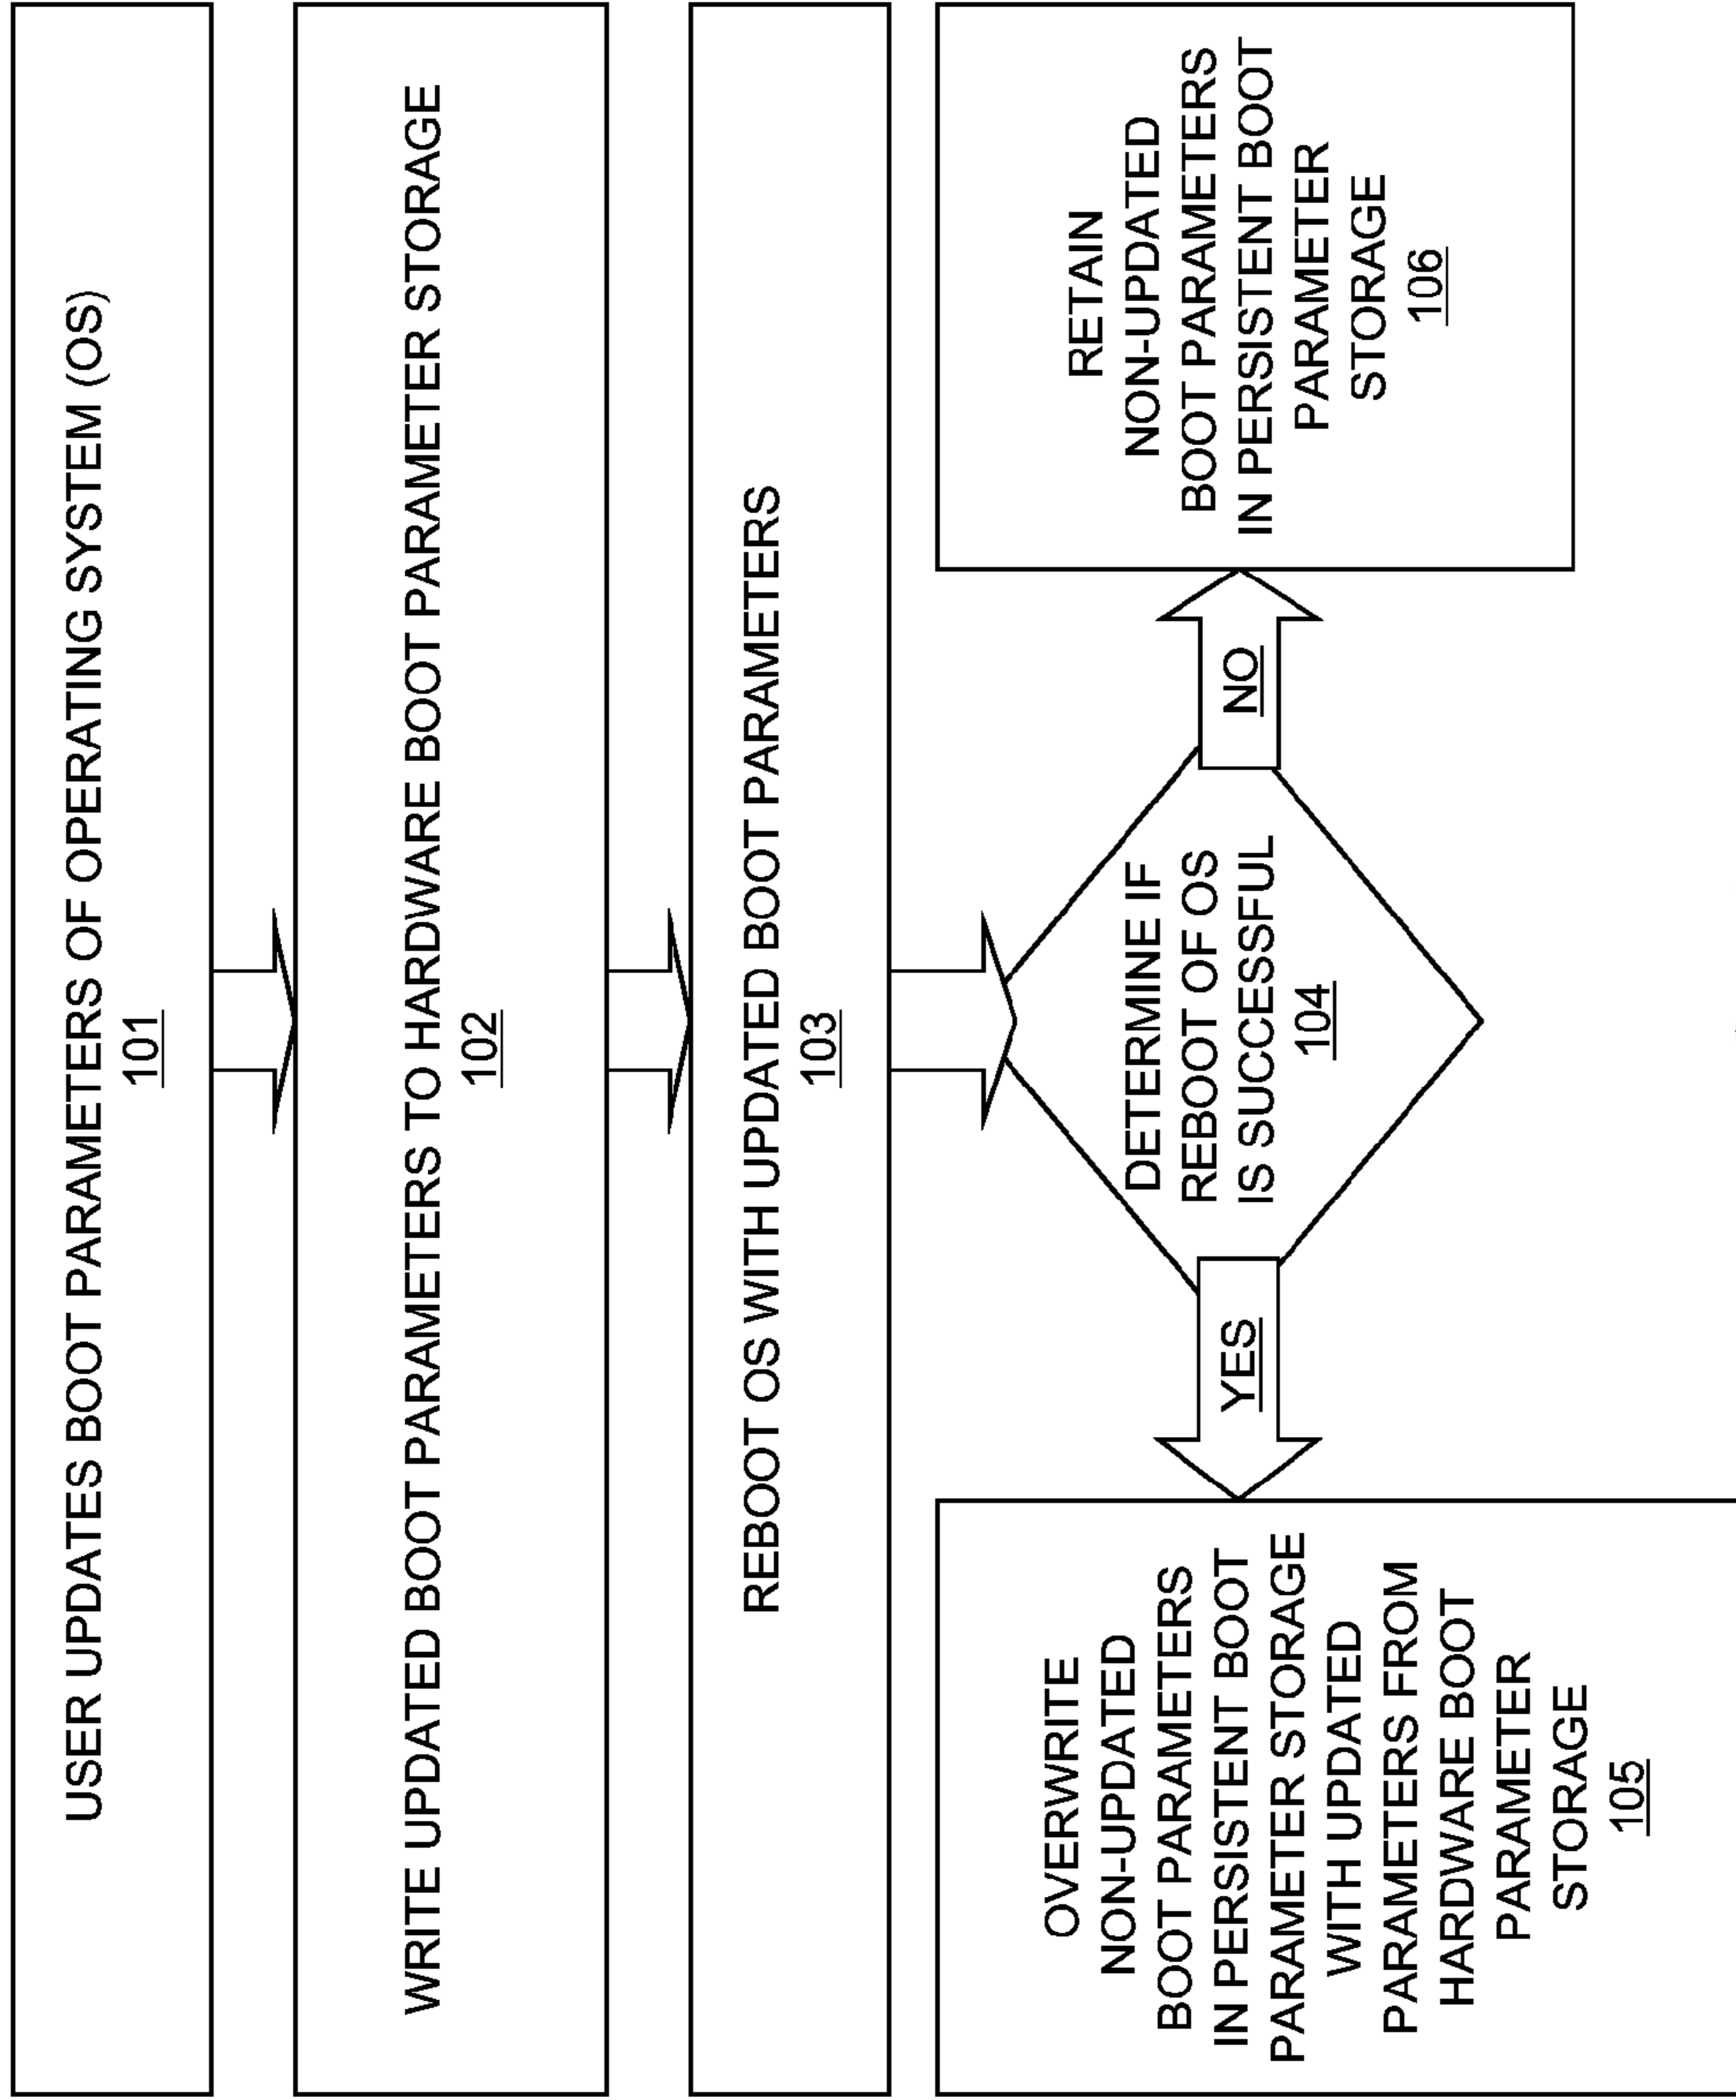 USER UPDATES BOOT PARAMETERS OF OPERATING SYSTEM (OS)
101
WRITE UPDATED BOOT PARAMETERS TO HARDWARE BOOT PARAMETER STORAGE
102
REBOOT OS WITH UPDATED BOOT PARAMETERS
103
DETERMINE IF
REBOOT OF OS
IS SUCCESSFUL
104
YES
NO
OVERWRITE
NON-UPDATED
BOOT PARAMETERS
IN PERSISTENT BOOT
PARAMETER STORAGE
WITH UPDATED
PARAMETERS FROM
HARDWARE BOOT
PARAMETER
STORAGE
105
RETAIN
NON-UPDATED
BOOT PARAMETERS
IN PERSISTENT BOOT
PARAMETER
STORAGE
106